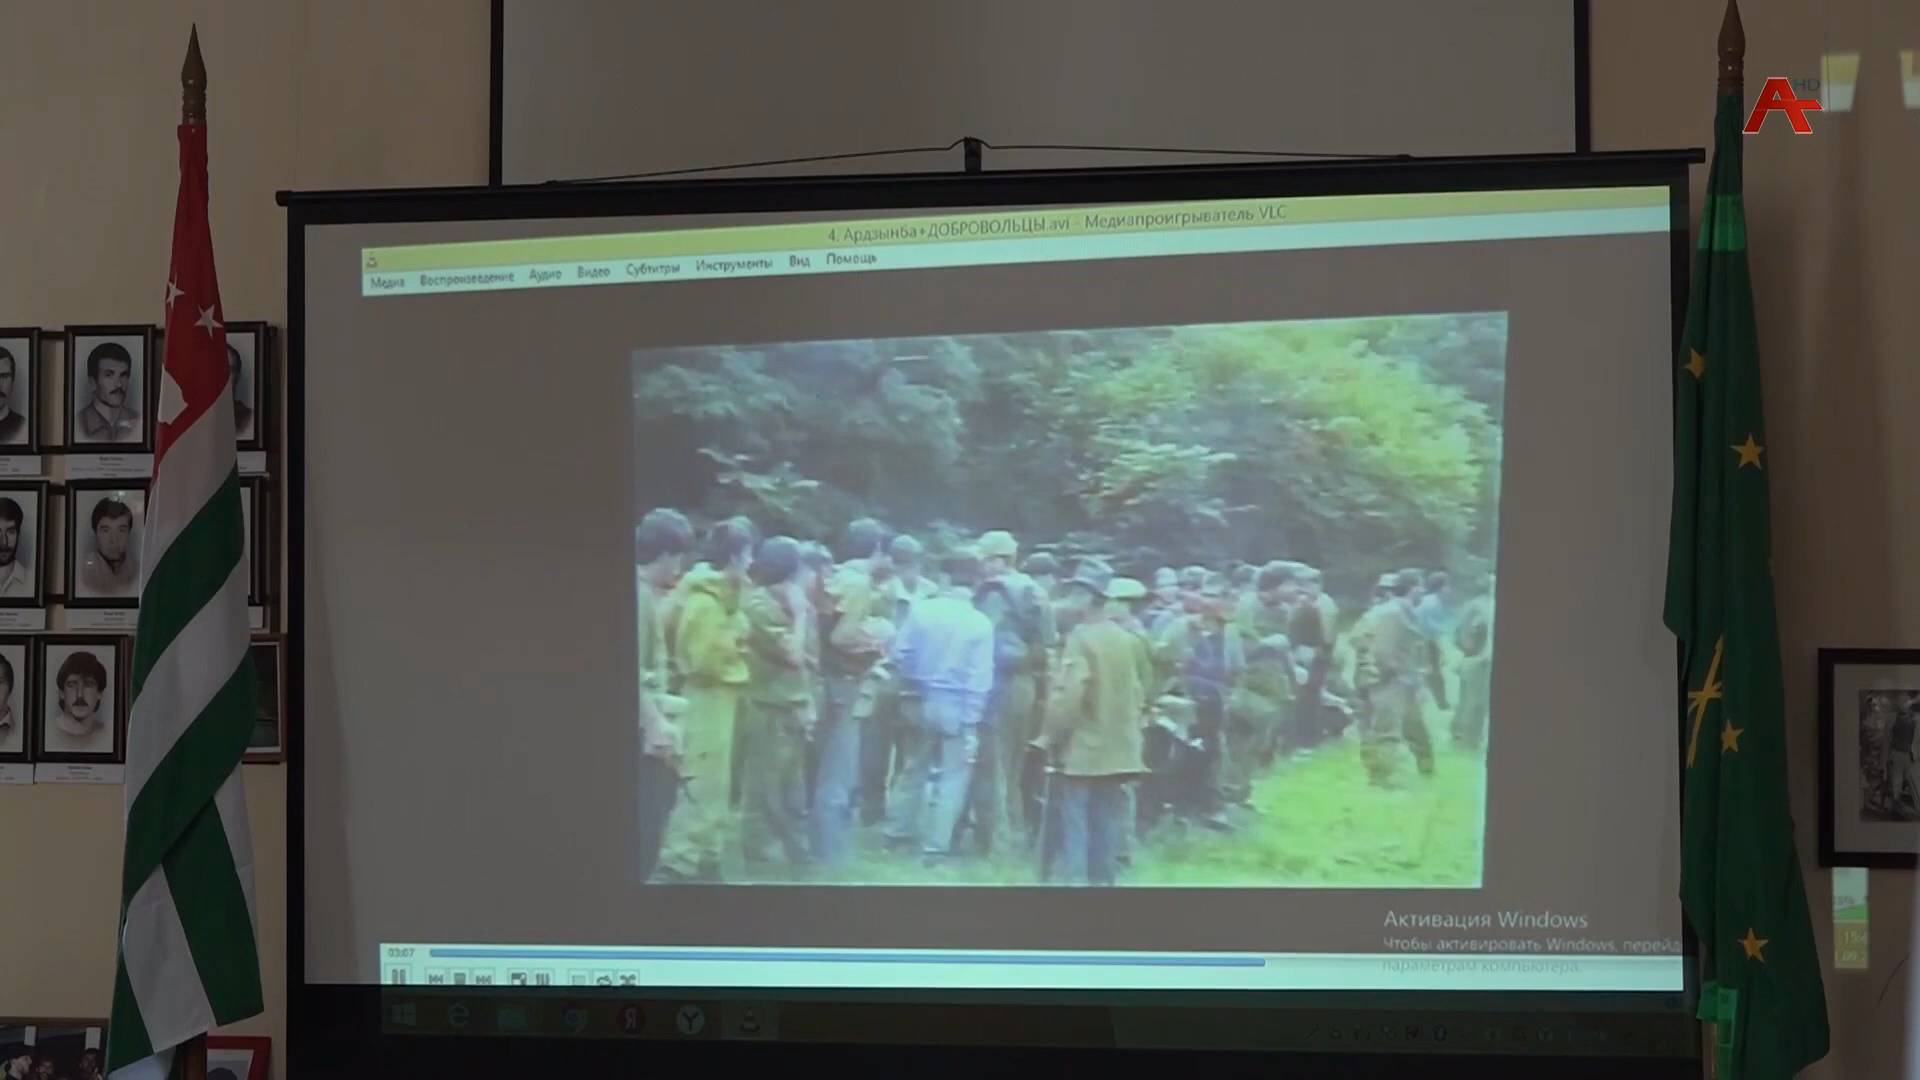 HD
4. Ардзынба+ДОБРОВОЛЬЦЫ.avi - Медиапроигрыватель VLC
Медиа Воспроизведение Аудио Видео Субтитры Инструменты Вид Помощь
Активация Windows
Чтобы активировать Windows, перейд
параметрам компьютера.
03:07